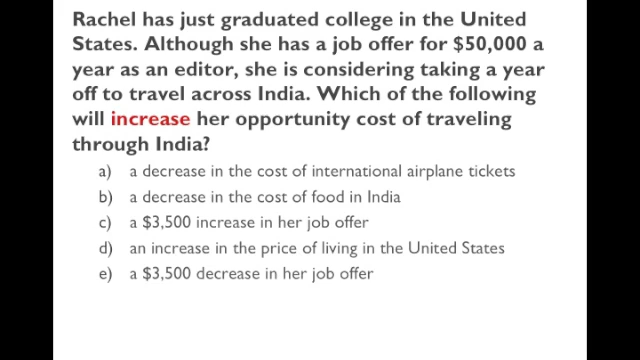 Rachel has just graduated college in the United
States. Although she has a job offer for $50,000 a
year as an editor, she is considering taking a year
off to travel across India. Which of the following
will increase her opportunity cost of traveling
through India?
a) a decrease in the cost of international airplane tickets
b) a decrease in the cost of food in India
c) a $3,500 increase in her job offer
d) an increase in the price of living in the United States
e) a $3,500 decrease in her job offer